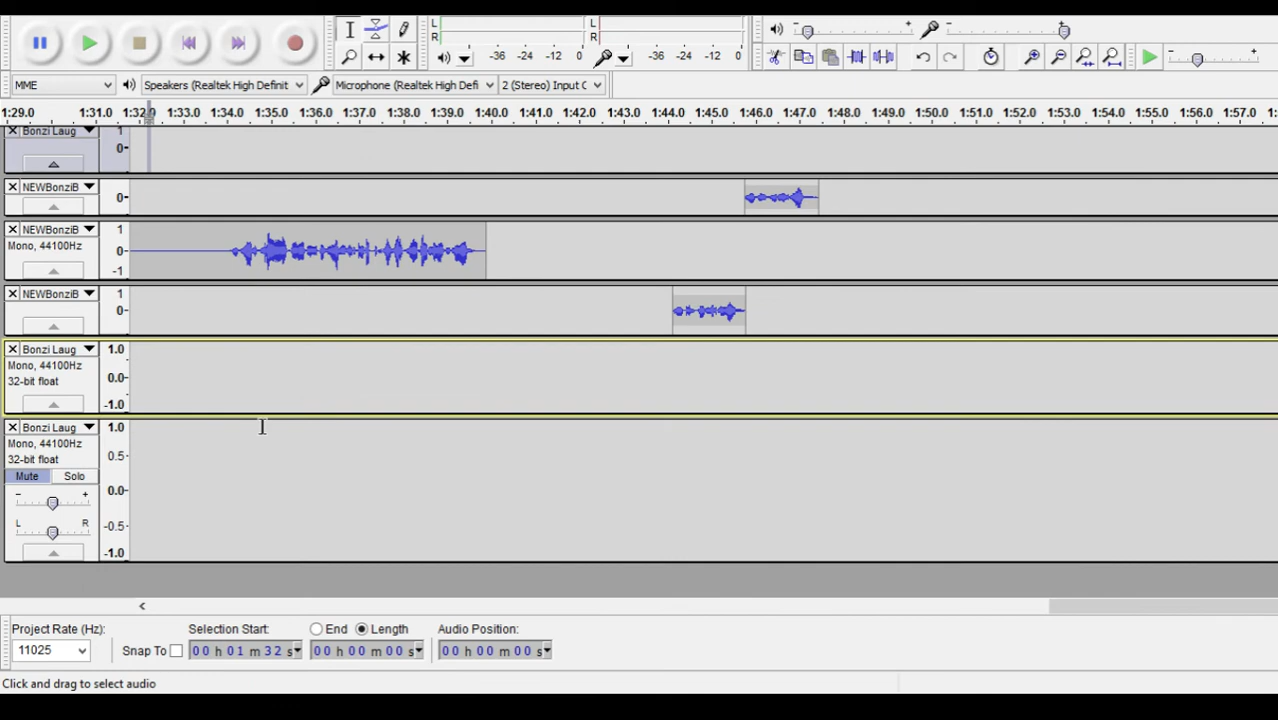 L
R
-36 -24 -12 0
L
R
-36 -24 -12 0
- +
- +
- +
MME
Speakers (Realtek High Definit
Microphone (Realtek High Defi
2 (Stereo) Input C
1:29.0 1:31.0 1:32.0 1:33.0 1:34.0 1:35.0 1:36.0 1:37.0 1:38.0 1:39.0 1:40.0 1:41.0 1:42.0 1:43.0 1:44.0 1:45.0 1:46.0 1:47.0 1:48.0 1:49.0 1:50.0 1:51.0 1:52.0 1:53.0 1:54.0 1:55.0 1:56.0 1:57.0 1:
Bonzi Laug 1
0-
NEWBonziB
0-
NEWBonziB 1
Mono, 44100Hz 0-
-1
NEWBonziB 1
0-
Bonzi Laug 1.0
Mono, 44100Hz
32-bit float 0.0-
-1.0
Bonzi Laug 1.0
Mono, 44100Hz
32-bit float 0.5-
Mute Solo
- + 0.0-
L R
-0.5-
-1.0
Project Rate (Hz): Selection Start: End Length Audio Position:
11025 Snap To 00 h 01 m 32 s 00 h 00 m 00 s 00 h 00 m 00 s
Click and drag to select audio